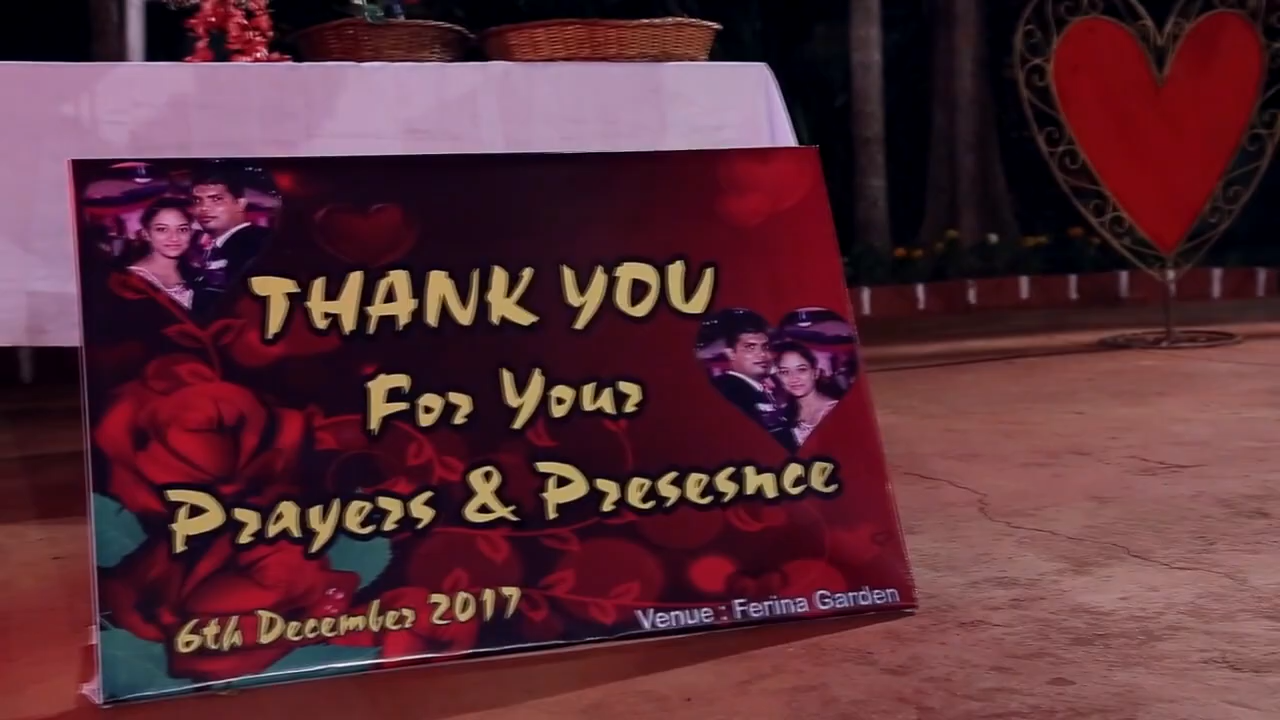 THANK YOU
For Your
Prayers & Presesnce
6th December 2017
Venue : Ferina Garden